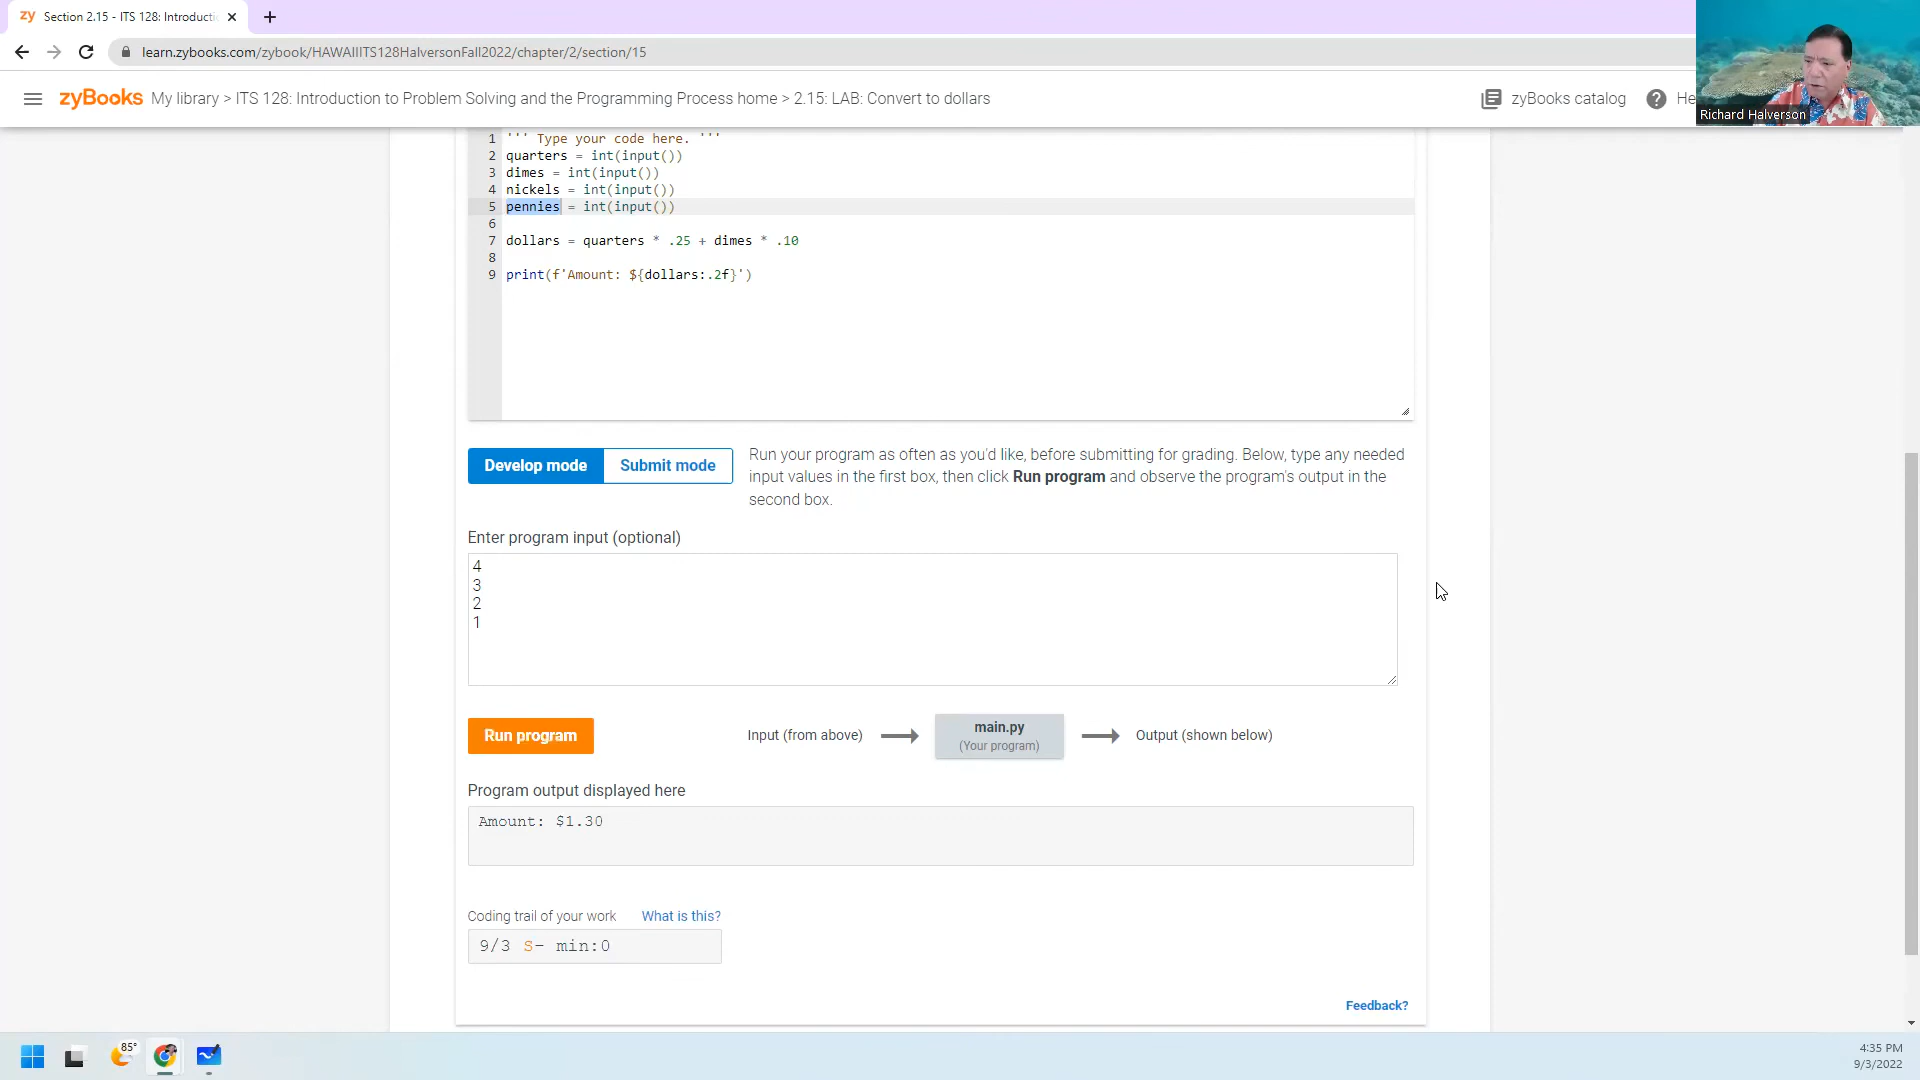 zy Section 2.15 - ITS 128: Introducti
learn.zybooks.com/zybook/HAWAIIITS128HalversonFall2022/chapter/2/section/15
zyBooks My library > ITS 128: Introduction to Problem Solving and the Programming Process home > 2.15: LAB: Convert to dollars
zyBooks catalog
? He
Richard Halverson
1 ''' Type your code here. '''
2 quarters = int(input())
3 dimes = int(input())
4 nickels = int(input())
5 pennies = int(input())
6
7 dollars = quarters * .25 + dimes * .10
8
9 print(f'Amount: ${dollars:.2f}')
Develop mode
Submit mode
Run your program as often as you'd like, before submitting for grading. Below, type any needed
input values in the first box, then click Run program and observe the program's output in the
second box.
Enter program input (optional)
4
3
2
1
Run program
Input (from above)
main.py
(Your program)
Output (shown below)
Program output displayed here
Amount: $1.30
Coding trail of your work
What is this?
9/3 S- min:0
Feedback?
85°
4:35 PM
9/3/2022